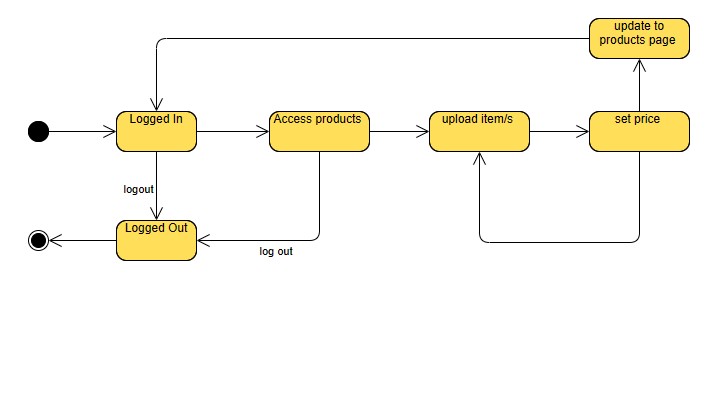 update to
products page
Logged In
Access products
upload item/s
set price
logout
Logged Out
log out